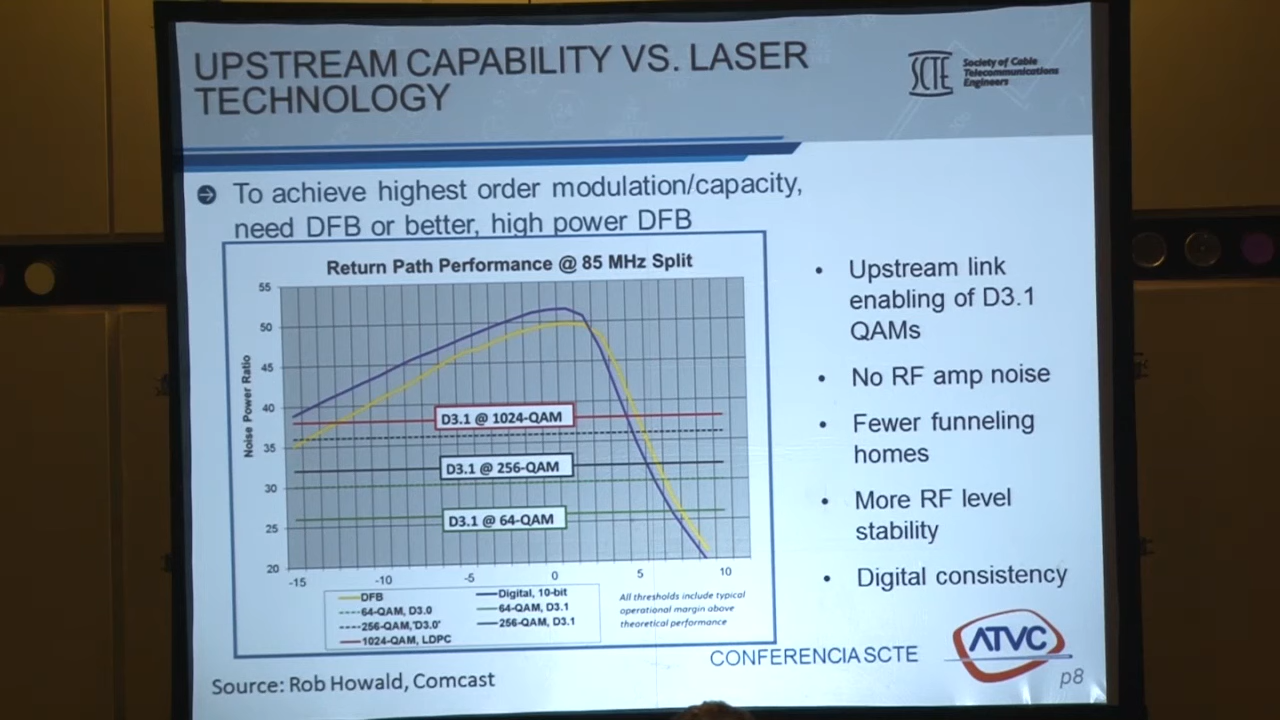 UPSTREAM CAPABILITY VS. LASER
TECHNOLOGY
SCTE
Society of Cable
Telecommunications
Engineers
To achieve highest order modulation/capacity,
need DFB or better, high power DFB
Return Path Performance @ 85 MHz Split
Noise Power Ratio
55
50
45
40
35
30
25
20
D3.1 @ 1024-QAM
D3.1 @ 256-QAM
D3.1 @ 64-QAM
-15 -10 -5 0 5 10
DFB Digital, 10-bit
64-QAM, D3.0 64-QAM, D3.1
256-QAM,'D3.0' 256-QAM, D3.1
1024-QAM, LDPC
All thresholds include typical
operational margin above
theoretical performance
• Upstream link
enabling of D3.1
QAMs
• No RF amp noise
• Fewer funneling
homes
• More RF level
stability
• Digital consistency
Source: Rob Howald, Comcast
CONFERENCIA SCTE
ATVC
p8